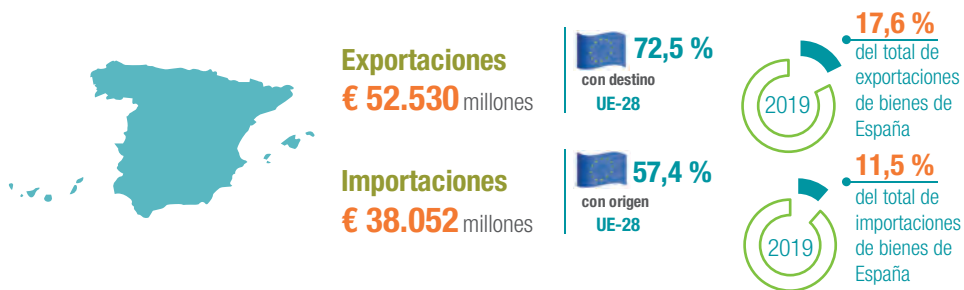 Exportaciones
€ 52.530 millones
72,5 %
con destino
UE-28
2019
17,6 %
del total de
exportaciones
de bienes de
España
Importaciones
€ 38.052 millones
57,4 %
con origen
UE-28
2019
11,5 %
del total de
importaciones
de bienes de
España